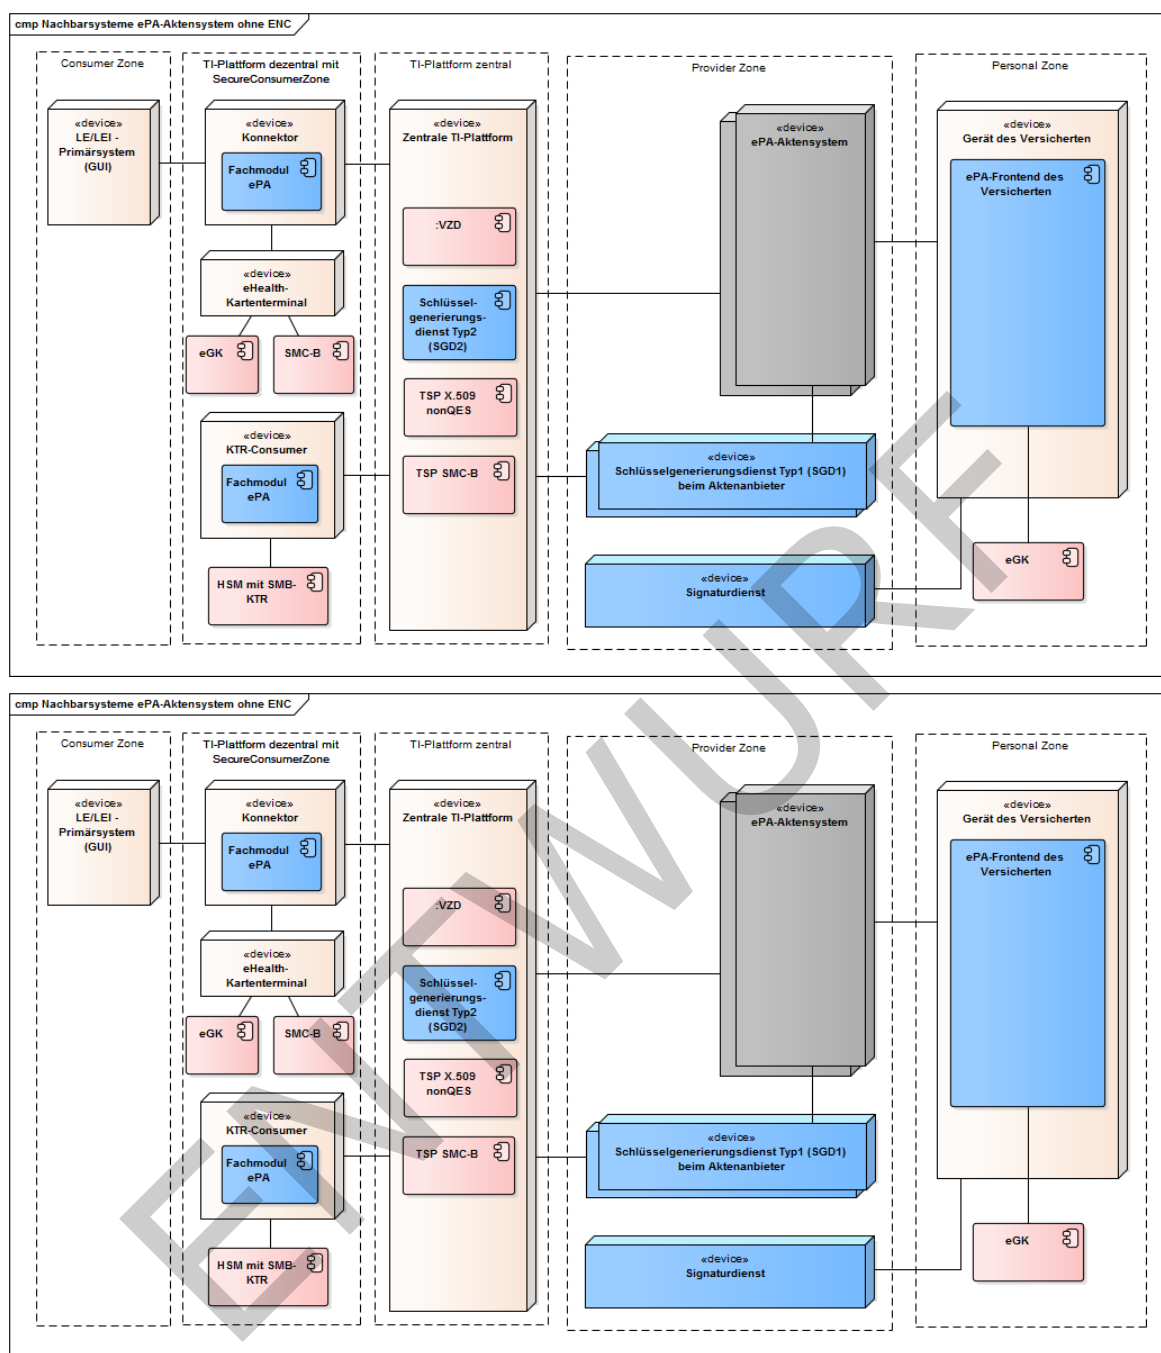 cmp Nachbarsysteme ePA-Aktensystem ohne ENC
Consumer Zone
TI-Plattform dezentral mit
SecureConsumerZone
TI-Plattform zentral
Provider Zone
Personal Zone
«device»
LE/LEI -
Primärsystem
(GUI)
«device»
Konnektor
Fachmodul
ePA
«device»
eHealth-
Kartenterminal
eGK
SMC-B
«device»
KTR-Consumer
Fachmodul
ePA
HSM mit SMB-
KTR
«device»
Zentrale TI-Plattform
:VZD
Schlüssel-
generierungs-
dienst Typ2
(SGD2)
TSP X.509
nonQES
TSP SMC-B
«device»
ePA-Aktensystem
«device»
Schlüsselgenerierungsdienst Typ1 (SGD1)
beim Aktenanbieter
«device»
Signaturdienst
«device»
Gerät des Versicherten
ePA-Frontend des
Versicherten
eGK
cmp Nachbarsysteme ePA-Aktensystem ohne ENC
Consumer Zone
TI-Plattform dezentral mit
SecureConsumerZone
TI-Plattform zentral
Provider Zone
Personal Zone
«device»
LE/LEI -
Primärsystem
(GUI)
«device»
Konnektor
Fachmodul
ePA
«device»
eHealth-
Kartenterminal
eGK
SMC-B
«device»
KTR-Consumer
Fachmodul
ePA
HSM mit SMB-
KTR
«device»
Zentrale TI-Plattform
:VZD
Schlüssel-
generierungs-
dienst Typ2
(SGD2)
TSP X.509
nonQES
TSP SMC-B
«device»
ePA-Aktensystem
«device»
Schlüsselgenerierungsdienst Typ1 (SGD1)
beim Aktenanbieter
«device»
Signaturdienst
«device»
Gerät des Versicherten
ePA-Frontend des
Versicherten
eGK
ENTWURF